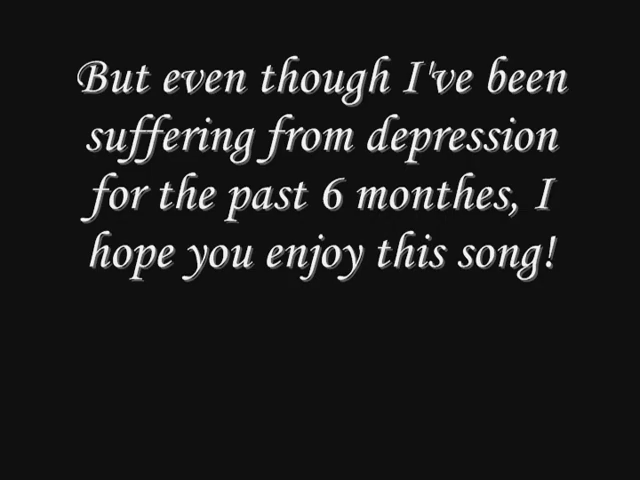 But even though I've been
suffering from depression
for the past 6 monthes, I
hope you enjoy this song!